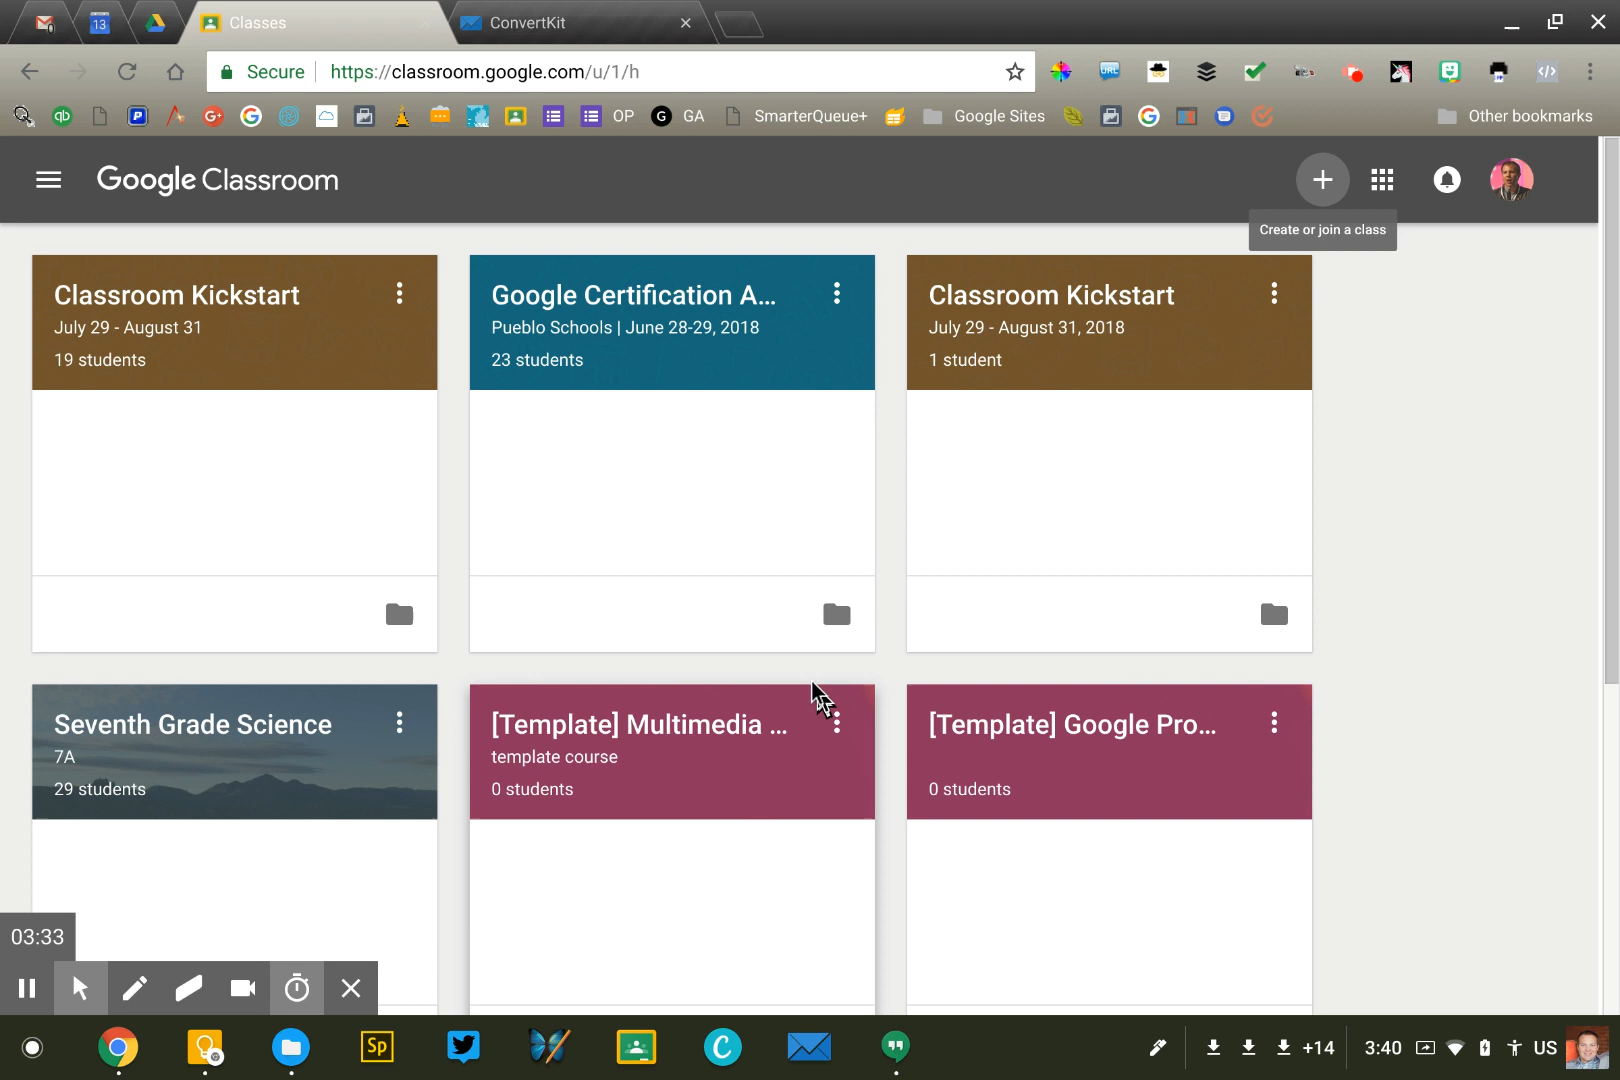 Classes
ConvertKit
Secure
https://classroom.google.com/u/1/h
OP
GA
SmarterQueue+
Google Sites
Other bookmarks
Google Classroom
Create or join a class
Classroom Kickstart
July 29 - August 31
19 students
Google Certification A...
Pueblo Schools | June 28-29, 2018
23 students
Classroom Kickstart
July 29 - August 31, 2018
1 student
Seventh Grade Science
7A
29 students
[Template] Multimedia ...
template course
0 students
[Template] Google Pro...
0 students
03:33
Sp
+14
3:40
US